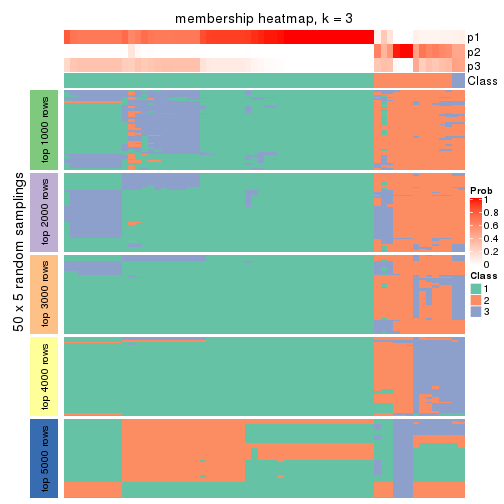 membership heatmap, k = 3
p1
p2
p3
Class
50 x 5 random samplings
top 1000 rows
top 2000 rows
top 3000 rows
top 4000 rows
top 5000 rows
Prob
1
0.8
0.6
0.4
0.2
0
Class
1
2
3